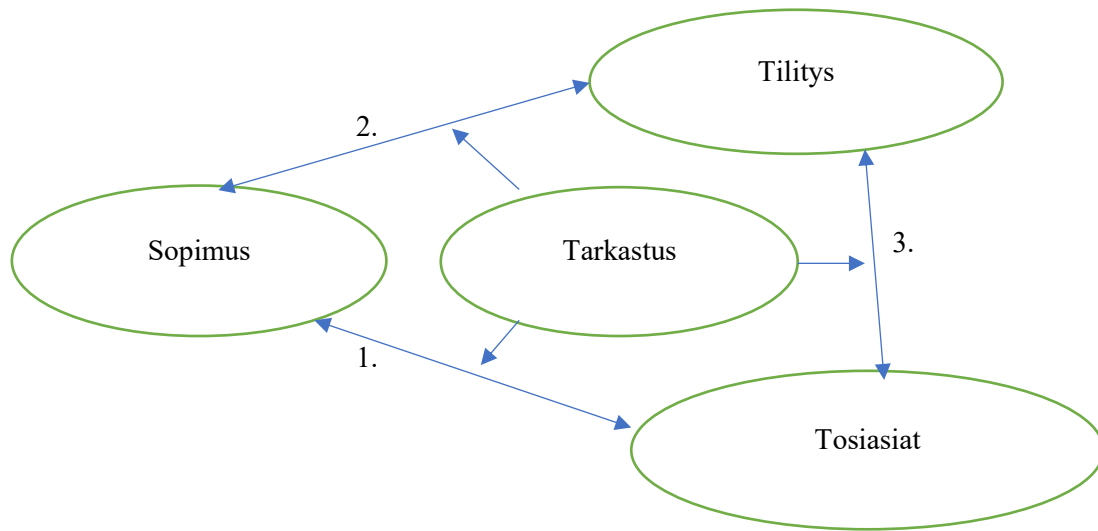 Tilitys
2.
Sopimus
Tarkastus
3.
1.
Tosiasiat